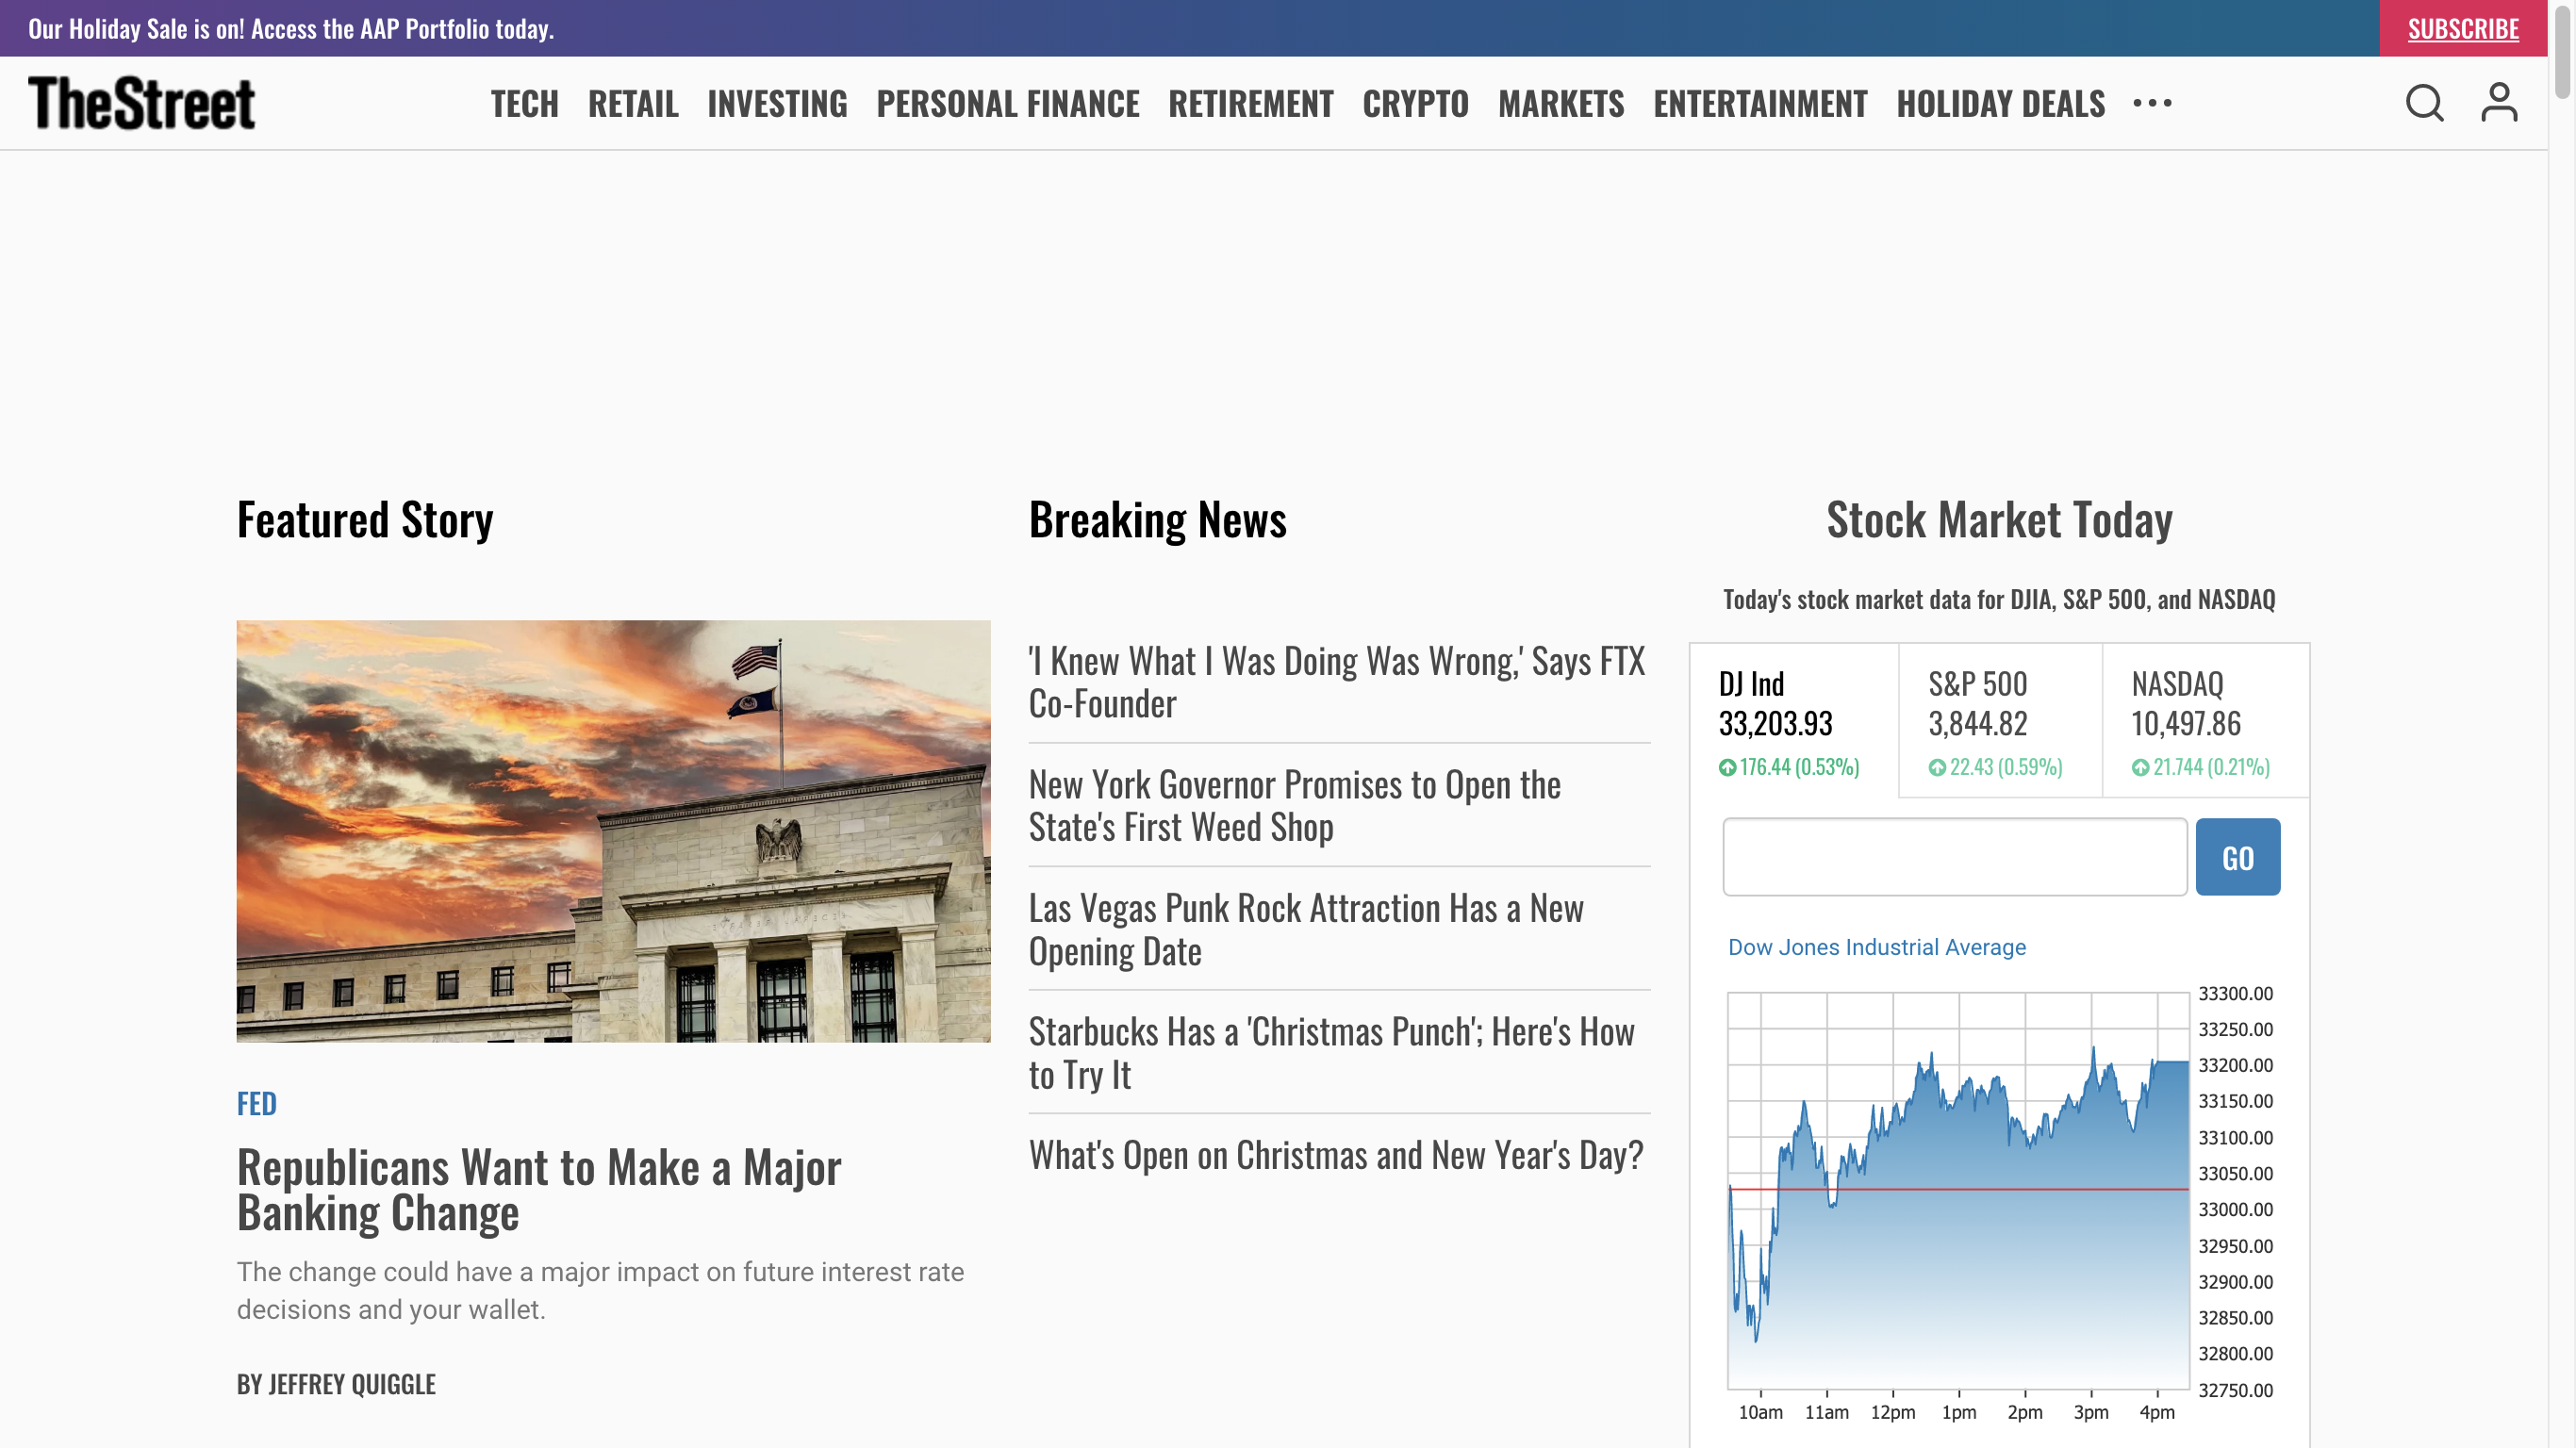 Our Holiday Sale is on! Access the AAP Portfolio today.
SUBSCRIBE
TheStreet
TECH RETAIL INVESTING PERSONAL FINANCE RETIREMENT CRYPTO MARKETS ENTERTAINMENT HOLIDAY DEALS •••
Featured Story
FED
Republicans Want to Make a Major
Banking Change
The change could have a major impact on future interest rate
decisions and your wallet.
BY JEFFREY QUIGGLE
Breaking News
'I Knew What I Was Doing Was Wrong,' Says FTX
Co-Founder
New York Governor Promises to Open the
State's First Weed Shop
Las Vegas Punk Rock Attraction Has a New
Opening Date
Starbucks Has a 'Christmas Punch'; Here's How
to Try It
What's Open on Christmas and New Year's Day?
Stock Market Today
Today's stock market data for DJIA, S&P 500, and NASDAQ
DJ Ind
33,203.93
176.44 (0.53%)
S&P 500
3,844.82
22.43 (0.59%)
NASDAQ
10,497.86
21.744 (0.21%)
GO
Dow Jones Industrial Average
33300.00
33250.00
33200.00
33150.00
33100.00
33050.00
33000.00
32950.00
32900.00
32850.00
32800.00
32750.00
10am 11am 12pm 1pm 2pm 3pm 4pm